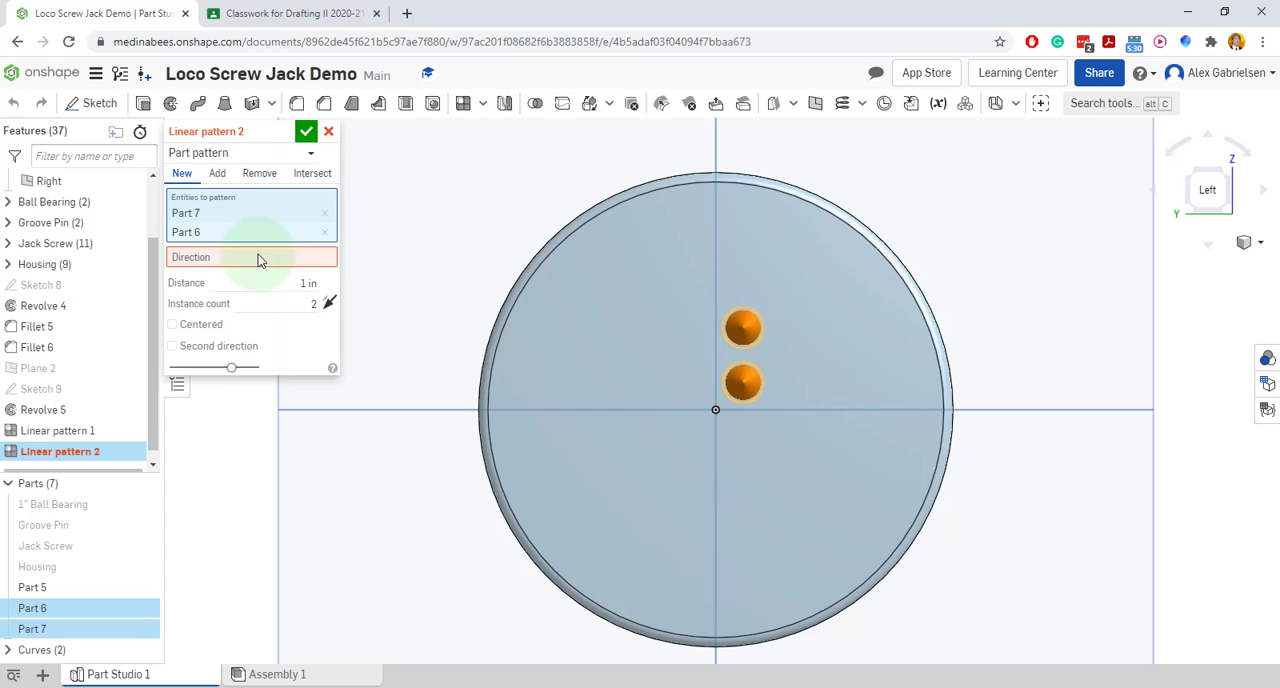 Loco Screw Jack Demo | Part Stud
Classwork for Drafting II 2020-21
medinabees.onshape.com/documents/8962de45f621b5c97ae7f880/w/97ac201f08682f6b3883858f/e/4b5adaf03f04094f7bbaa673
2
5:30
onshape
Loco Screw Jack Demo Main
App Store
Learning Center
Share
Alex Gabrielsen
Sketch
Search tools... alt C
Features (37)
Filter by name or type
Right
Ball Bearing (2)
Groove Pin (2)
Jack Screw (11)
Housing (9)
Sketch 8
Revolve 4
Fillet 5
Fillet 6
Plane 2
Sketch 9
Revolve 5
Linear pattern 1
Linear pattern 2
Parts (7)
1" Ball Bearing
Groove Pin
Jack Screw
Housing
Part 5
Part 6
Part 7
Curves (2)
Linear pattern 2
Part pattern
New Add Remove Intersect
Entities to pattern
Part 7
Part 6
Direction
Distance 1 in
Instance count 2
Centered
Second direction
Z
Left
Y
Part Studio 1
Assembly 1